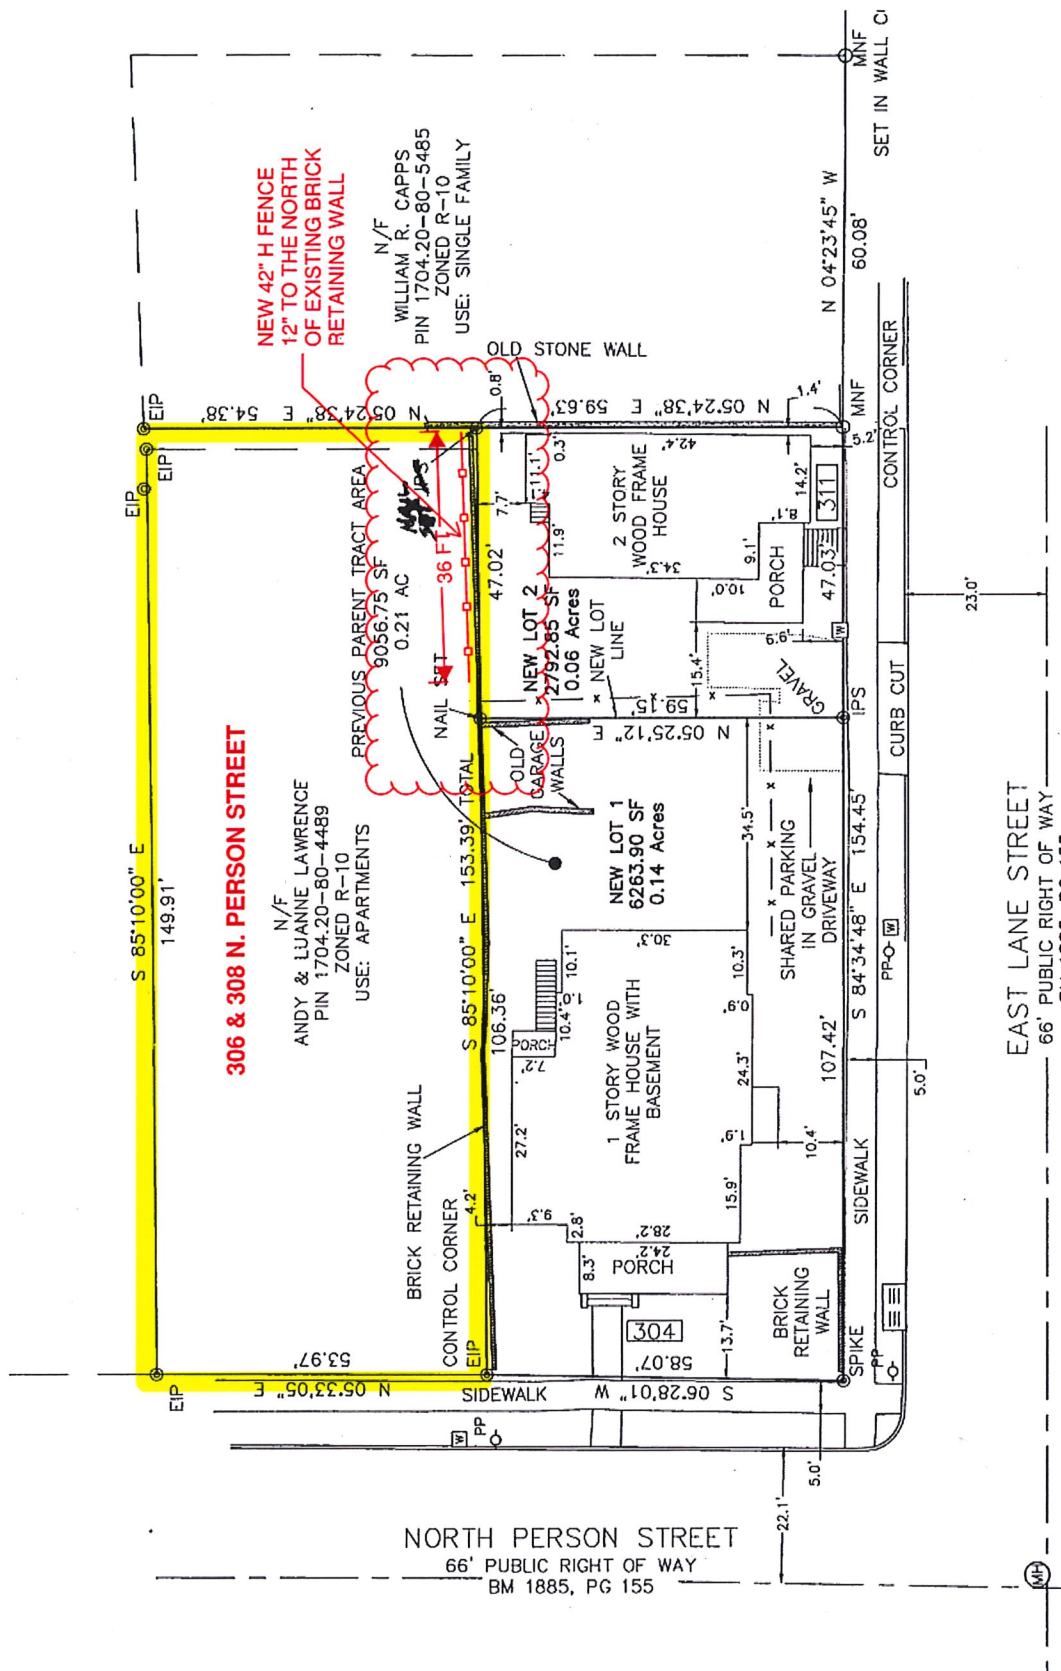 SET IN WALL
MNF
N 04°23'45" W
60.08'
NEW 42" H FENCE
12" TO THE NORTH
OF EXISTING BRICK
RETAINING WALL
N/F
WILLIAM R. CAPPS
PIN 1704.20-80-5485
ZONED R-10
USE: SINGLE FAMILY
OLD STONE WALL
EIP
EIP
EIP
N 05°24'38" E 54.38'
0.8'
N 05°24'38" E 59.63'
1.4'
MNF
5.2'
CONTROL CORNER
IPS
36 FT
47.02'
7.7'
11.1'
0.3'
42.4'
11.9'
2 STORY
WOOD FRAME
HOUSE
34.3'
14.2'
8.1'
9.1'
10.0'
PORCH
311
47.03'
W
23.0'
306 & 308 N. PERSON STREET
PREVIOUS PARENT TRACT AREA
9056.75 SF
0.21 AC
NAIL SET
NEW LOT 2
2792.85 SF
0.06 Acres
NEW LOT
LINE
15.4'
9.9'
GRAVEL
N 05°25'12" E 59.15'
IPS
CURB CUT
OLD
GARAGE
WALLS
S 85°10'00" E
149.91'
N/F
ANDY & LUANNE LAWRENCE
PIN 1704.20-80-4489
ZONED R-10
USE: APARTMENTS
S 85°10'00" E 153.39' TOTAL
106.36'
NEW LOT 1
6263.90 SF
0.14 Acres
34.5'
SHARED PARKING
IN GRAVEL
DRIVEWAY
S 84°34'48" E 154.45'
107.42'
PP
W
EAST LANE STREET
66' PUBLIC RIGHT OF WAY
30.3'
10.1'
1.6'
10.4'
PORCH
7.2'
27.2'
10.3'
0.9'
24.3'
1.9'
10.4'
15.9'
5.0'
1 STORY WOOD
FRAME HOUSE WITH
BASEMENT
BRICK RETAINING WALL
CONTROL CORNER
4.2'
9.3'
2.8'
28.2'
24.2'
8.3'
PORCH
SIDEWALK
BRICK
RETAINING
WALL
304
13.7'
58.07'
53.97'
EIP
EIP
N 05°33'05" E
SIDEWALK
S 06°28'01" W
SPIKE
PP
W
PP
5.0'
22.1'
NORTH PERSON STREET
66' PUBLIC RIGHT OF WAY
BM 1885, PG 155
MH